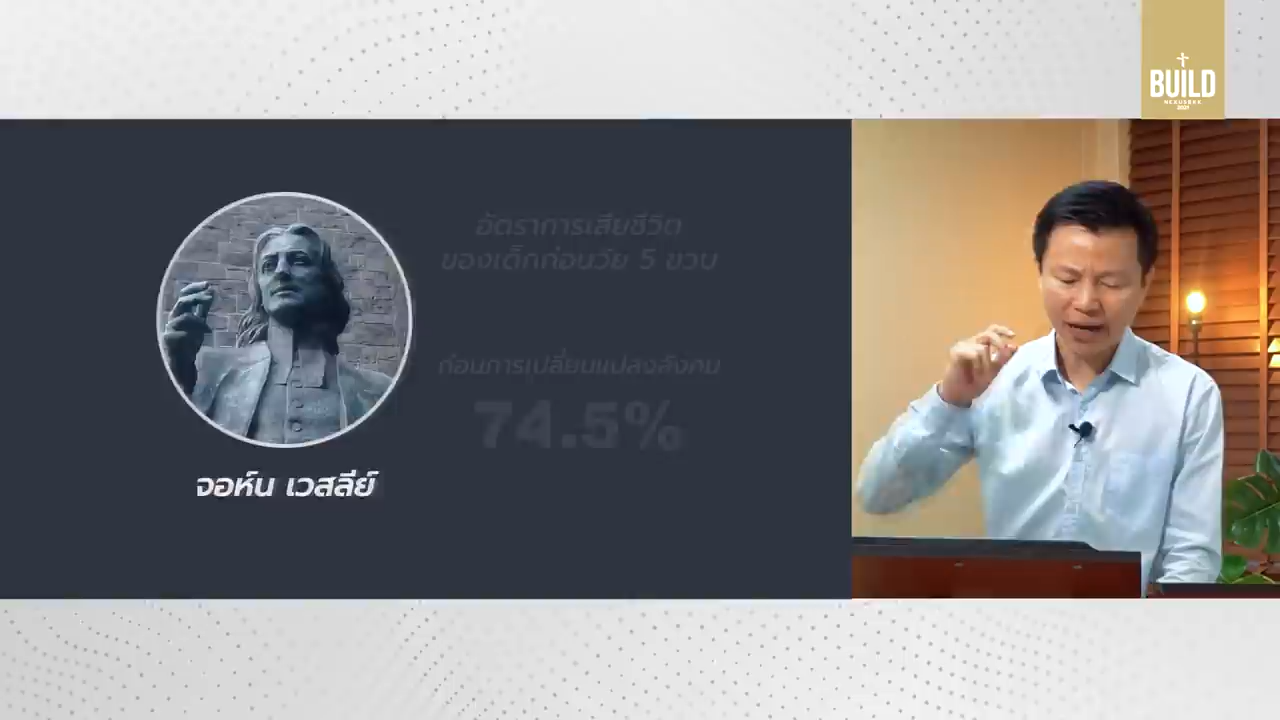 BUILD
NEXUSBKK
2021
อัตราการเสียชีวิต
ของเด็กก่อนวัย 5 ขวบ
ก่อนการเปลี่ยนแปลงสังคม
74.5%
จอห์น เวสลีย์